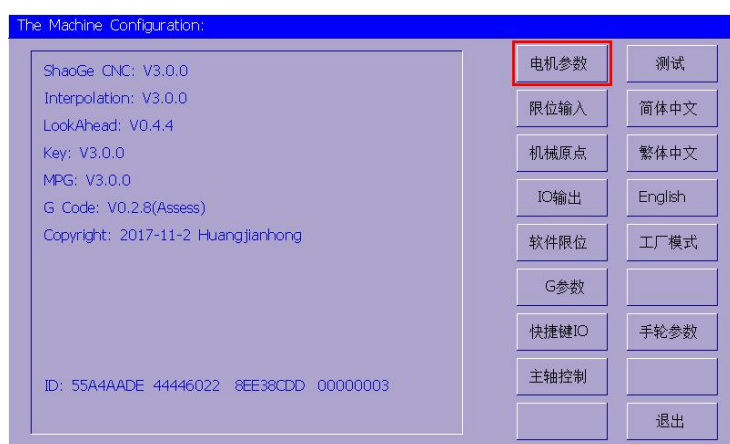 The Machine Configuration:
ShaoGe CNC: V3.0.0
Interpolation: V3.0.0
LookAhead: V0.4.4
Key: V3.0.0
MPG: V3.0.0
G Code: V0.2.8(Assess)
Copyright: 2017-11-2 Huangjianhong
ID: 55A4AADE 44446022 8EE38CDD 00000003
电机参数 测试
限位输入 简体中文
机械原点 繁体中文
IO输出 English
软件限位 工厂模式
G参数
快捷键IO 手轮参数
主轴控制
退出